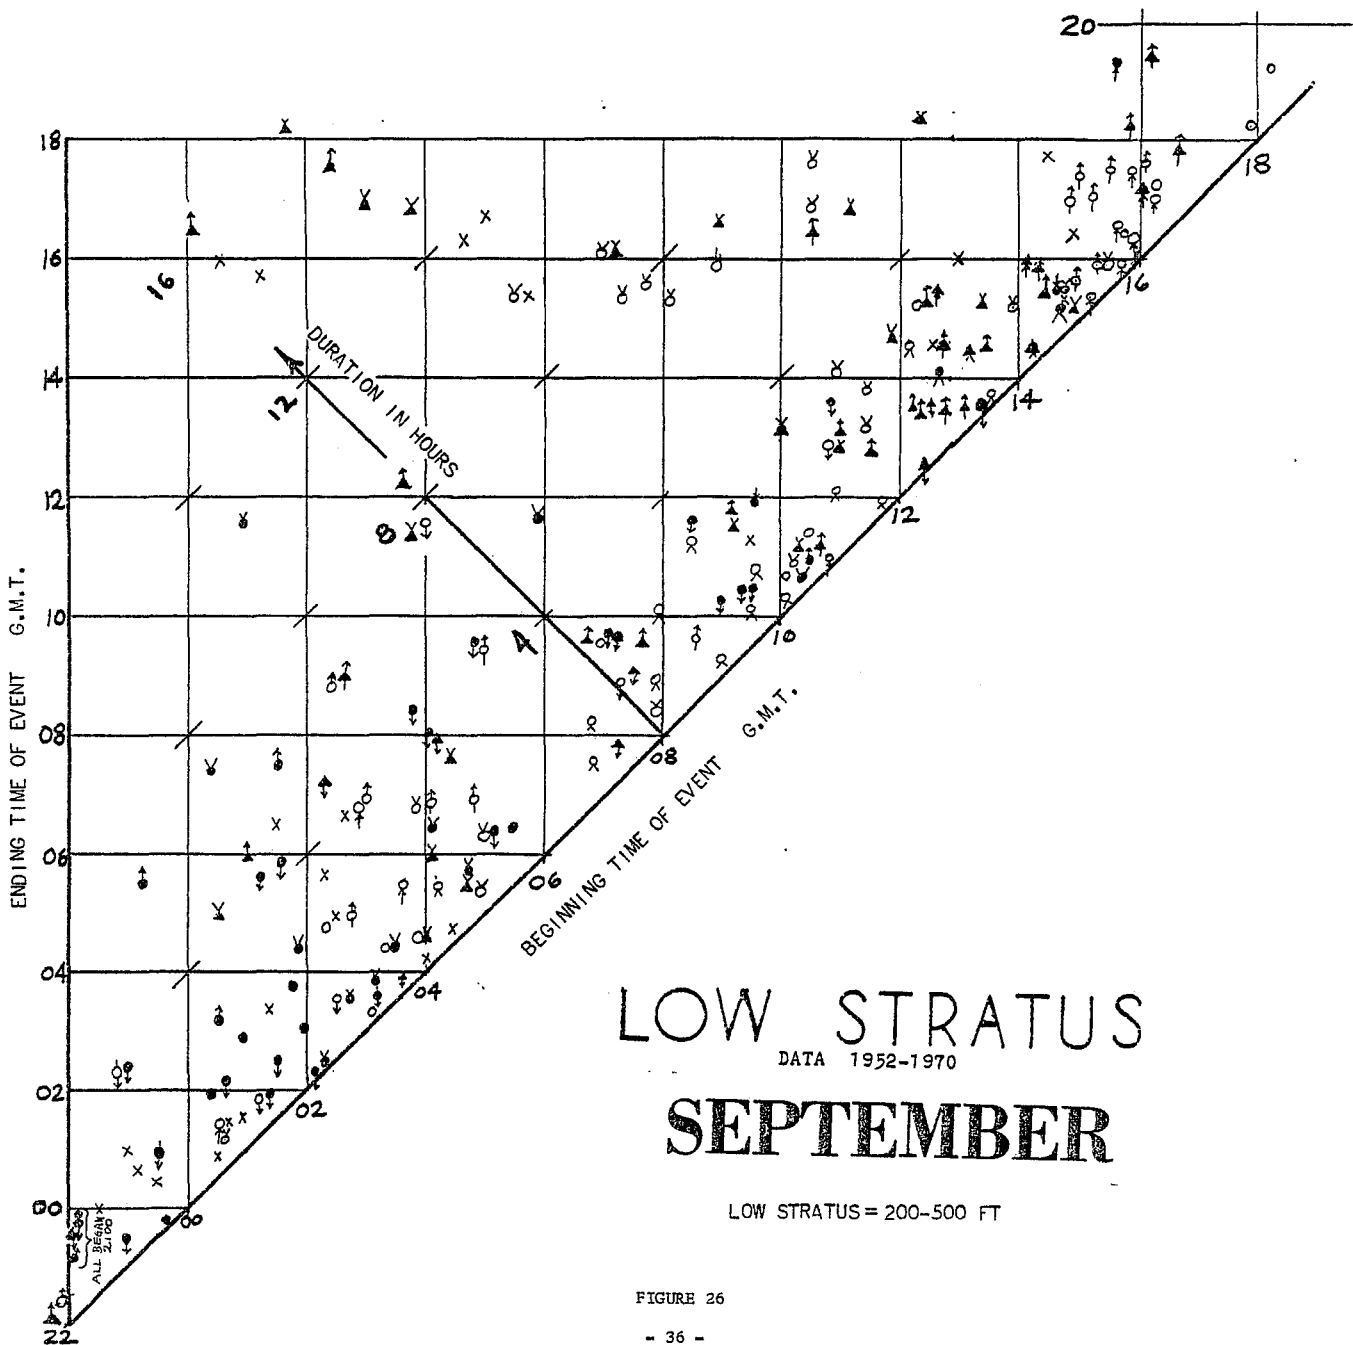 20
18
18
16
16
16
DURATION IN HOURS
14
12
14
12
8
12
10
4
10
08
08
ENDING TIME OF EVENT G.M.T.
BEGINNING TIME OF EVENT G.M.T.
06
06
04
04
LOW STRATUS
DATA 1952-1970
02
02
SEPTEMBER
00
00
ALL BEGAN
2100
LOW STRATUS = 200-500 FT
22
FIGURE 26
- 36 -